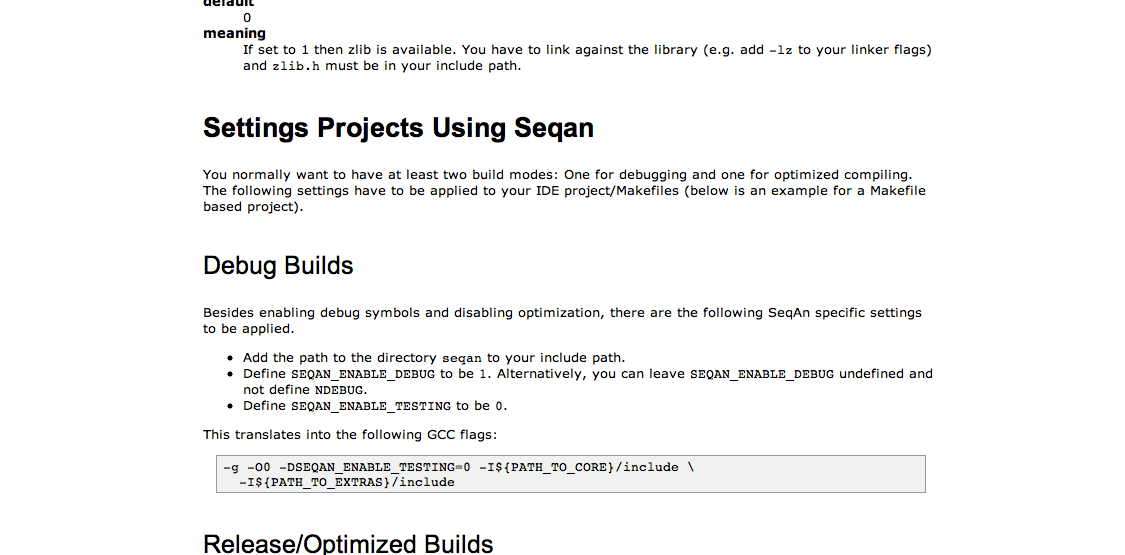 default
0
meaning
If set to 1 then zlib is available. You have to link against the library (e.g. add -lz to your linker flags)
and zlib.h must be in your include path.
Settings Projects Using Seqan
You normally want to have at least two build modes: One for debugging and one for optimized compiling.
The following settings have to be applied to your IDE project/Makefiles (below is an example for a Makefile
based project).
Debug Builds
Besides enabling debug symbols and disabling optimization, there are the following SeqAn specific settings
to be applied.
• Add the path to the directory seqan to your include path.
• Define SEQAN_ENABLE_DEBUG to be 1. Alternatively, you can leave SEQAN_ENABLE_DEBUG undefined and
not define NDEBUG.
• Define SEQAN_ENABLE_TESTING to be 0.
This translates into the following GCC flags:
-g -O0 -DSEQAN_ENABLE_TESTING=0 -I${PATH_TO_CORE}/include \
-I${PATH_TO_EXTRAS}/include
Release/Optimized Builds